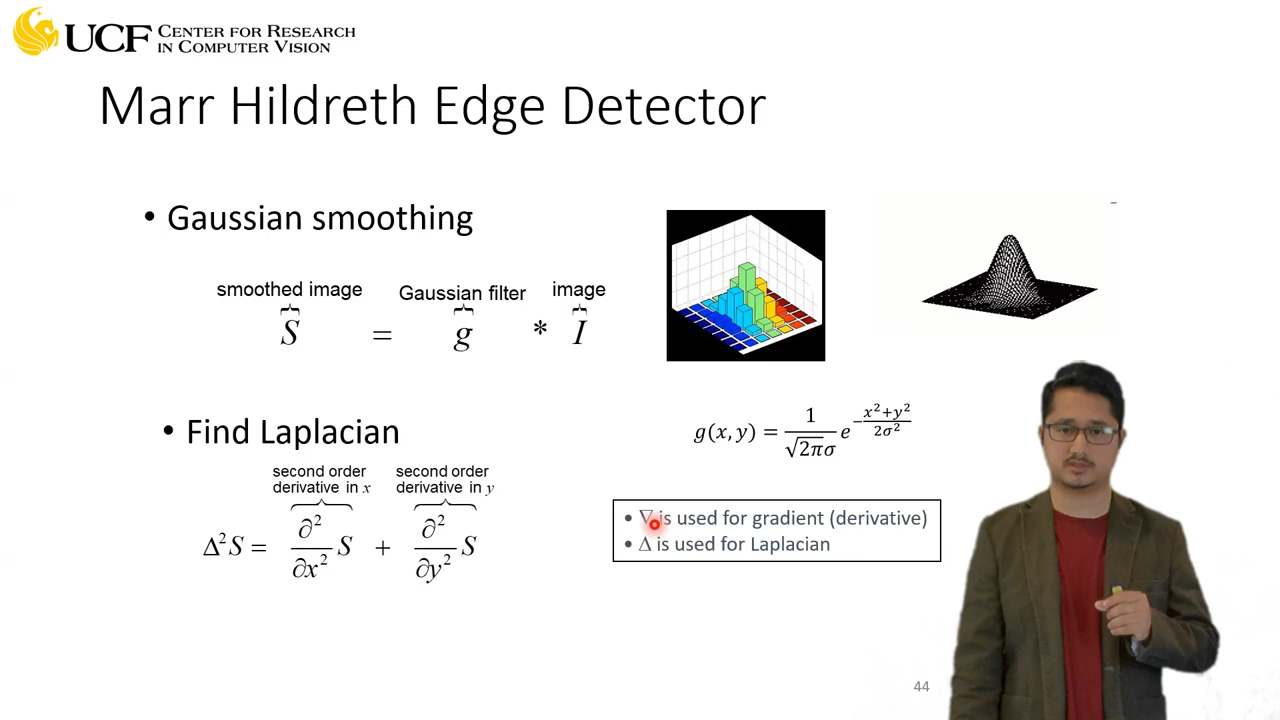 UCF CENTER FOR RESEARCH
IN COMPUTER VISION
Marr Hildreth Edge Detector
• Gaussian smoothing
smoothed image Gaussian filter image
S = g * I
• Find Laplacian
g(x, y) = 1/(√2πσ) e^(−(x²+y²)/(2σ²))
second order derivative in x
second order derivative in y
Δ²S = ∂²/∂x² S + ∂²/∂y² S
• ∇ is used for gradient (derivative)
• Δ is used for Laplacian
44